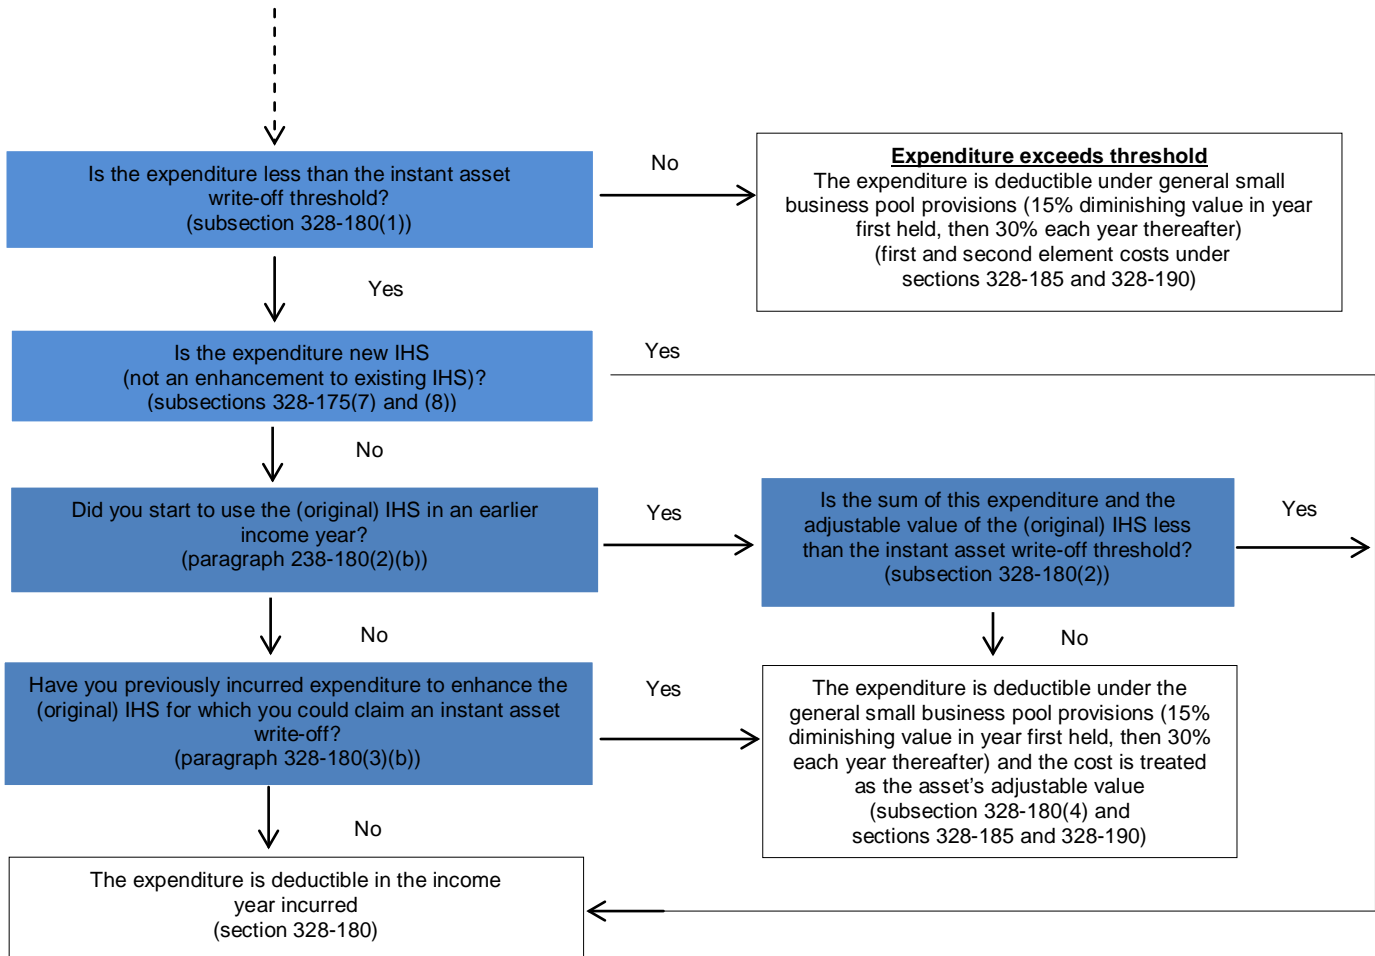 Is the expenditure less than the instant asset
write-off threshold?
(subsection 328-180(1))
No
Expenditure exceeds threshold
The expenditure is deductible under general small
business pool provisions (15% diminishing value in year
first held, then 30% each year thereafter)
(first and second element costs under
sections 328-185 and 328-190)
Yes
Is the expenditure new IHS
(not an enhancement to existing IHS)?
(subsections 328-175(7) and (8))
Yes
No
Did you start to use the (original) IHS in an earlier
income year?
(paragraph 238-180(2)(b))
Yes
Is the sum of this expenditure and the
adjustable value of the (original) IHS less
than the instant asset write-off threshold?
(subsection 328-180(2))
Yes
No
No
Have you previously incurred expenditure to enhance the
(original) IHS for which you could claim an instant asset
write-off?
(paragraph 328-180(3)(b))
Yes
The expenditure is deductible under the
general small business pool provisions (15%
diminishing value in year first held, then 30%
each year thereafter) and the cost is treated
as the asset's adjustable value
(subsection 328-180(4) and
sections 328-185 and 328-190)
No
The expenditure is deductible in the income
year incurred
(section 328-180)